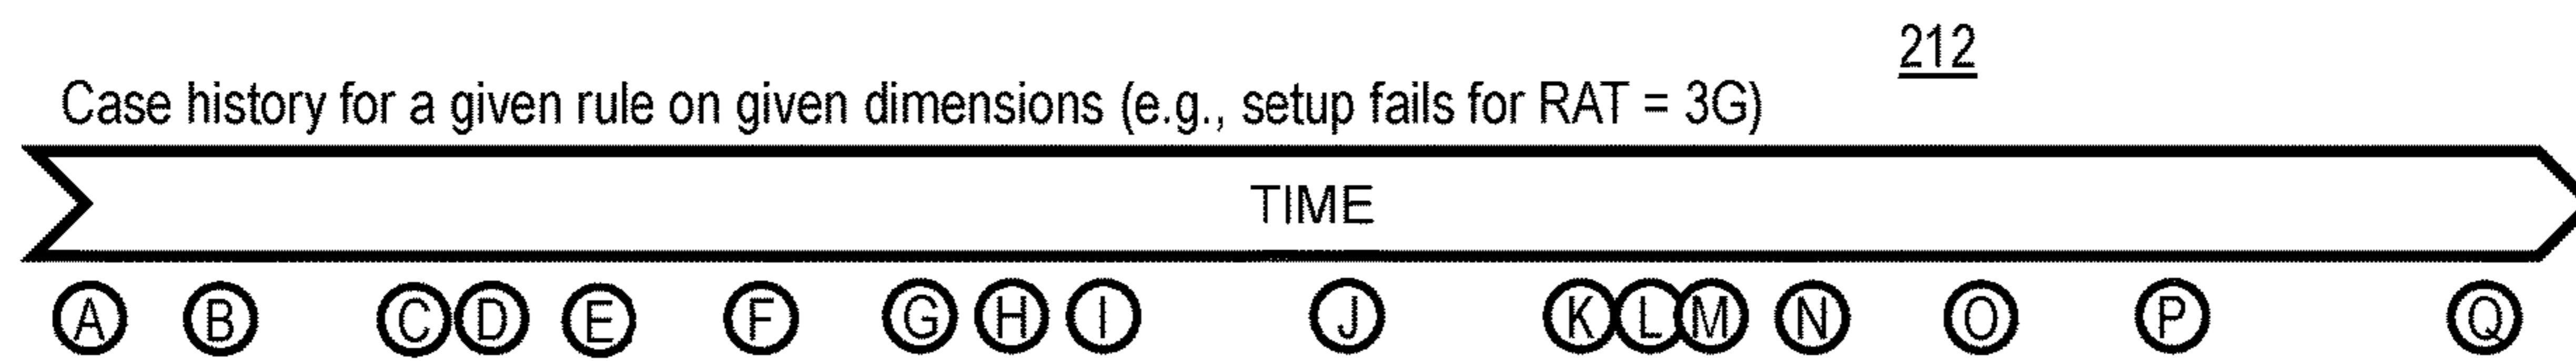 212
Case history for a given rule on given dimensions (e.g., setup fails for RAT = 3G)
TIME
A B C D E F G H I J K L M N O P Q